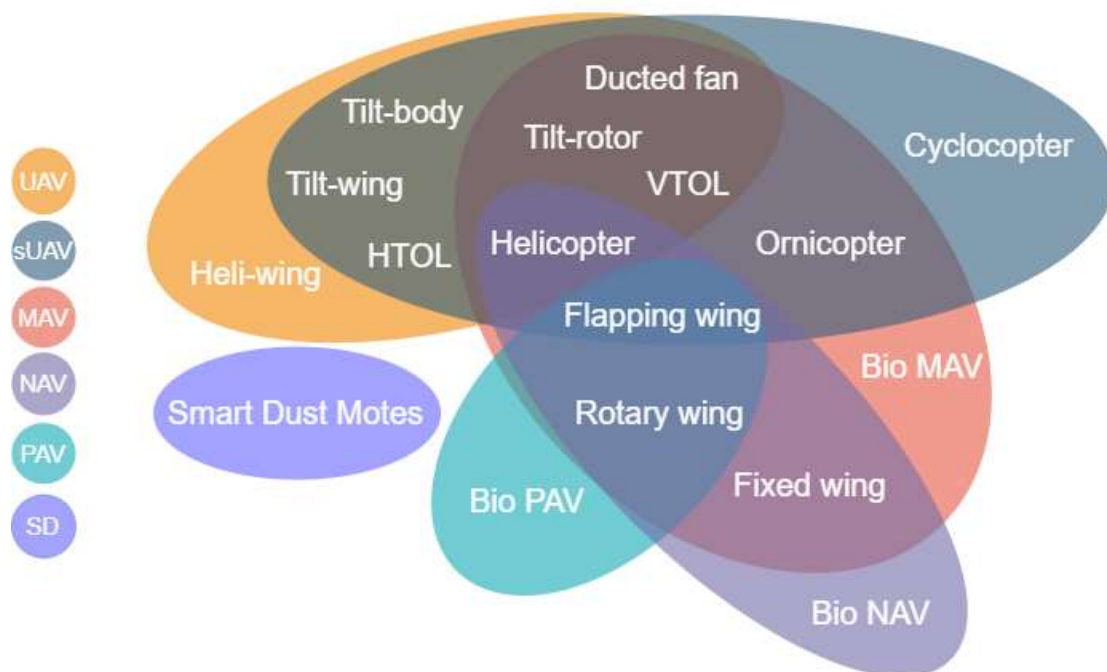 UAV
sUAV
MAV
NAV
PAV
SD
Ducted fan
Tilt-body
Tilt-rotor
Cyclocopter
Tilt-wing
VTOL
HTOL
Helicopter
Ornicopter
Heli-wing
Flapping wing
Bio MAV
Smart Dust Motes
Rotary wing
Bio PAV
Fixed wing
Bio NAV